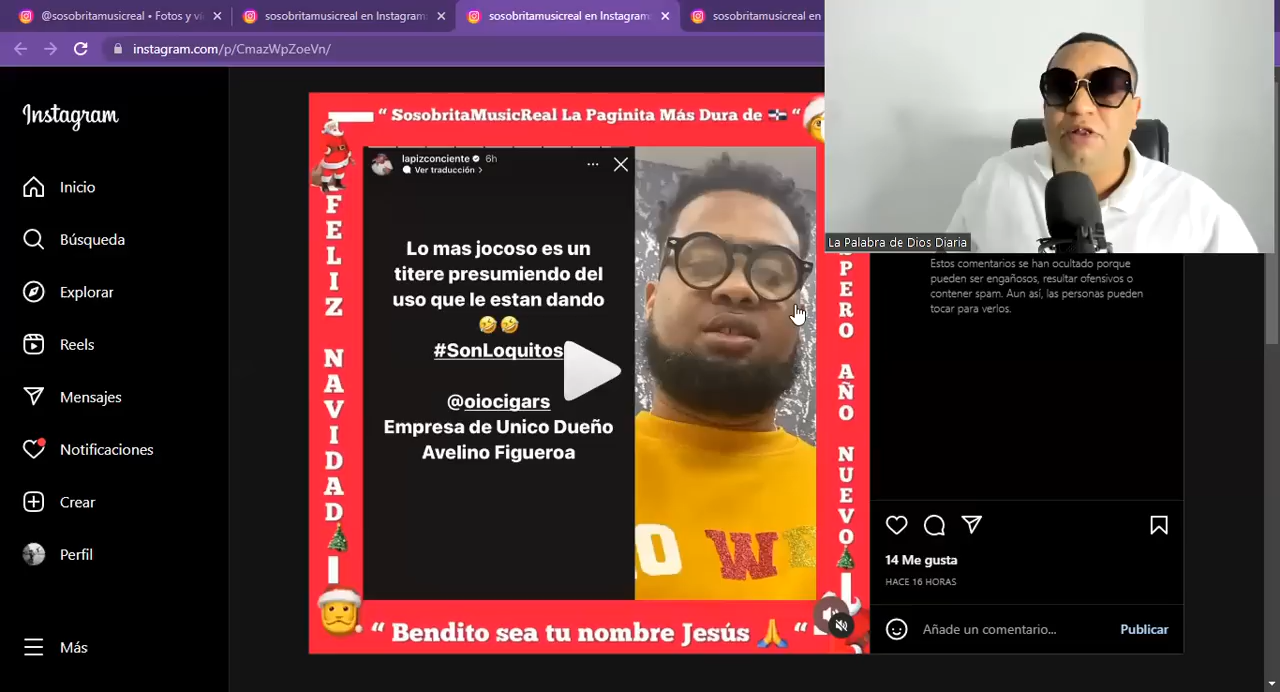 @sosobritamusicreal • Fotos y ví
sosobritamusicreal en Instagram
sosobritamusicreal en Instagram
sosobritamusicreal en
instagram.com/p/CmazWpZoeVn/
Instagram
Inicio
Búsqueda
Explorar
Reels
Mensajes
Notificaciones
Crear
Perfil
Más
“ SosobritaMusicReal La Paginita Más Dura de 🇩🇴 “
FELIZ NAVIDAD
lapizconciente 6h
Ver traducción >
Lo mas jocoso es un
titere presumiendo del
uso que le estan dando
🤣🤣
#SonLoquitos
@oiocigars
Empresa de Unico Dueño
Avelino Figueroa
PERO AÑO NUEVO
“ Bendito sea tu nombre Jesús 🙏 “
La Palabra de Dios Diaria
Estos comentarios se han ocultado porque
pueden ser engañosos, resultar ofensivos o
contener spam. Aun así, las personas pueden
tocar para verlos.
14 Me gusta
HACE 16 HORAS
Añade un comentario...
Publicar